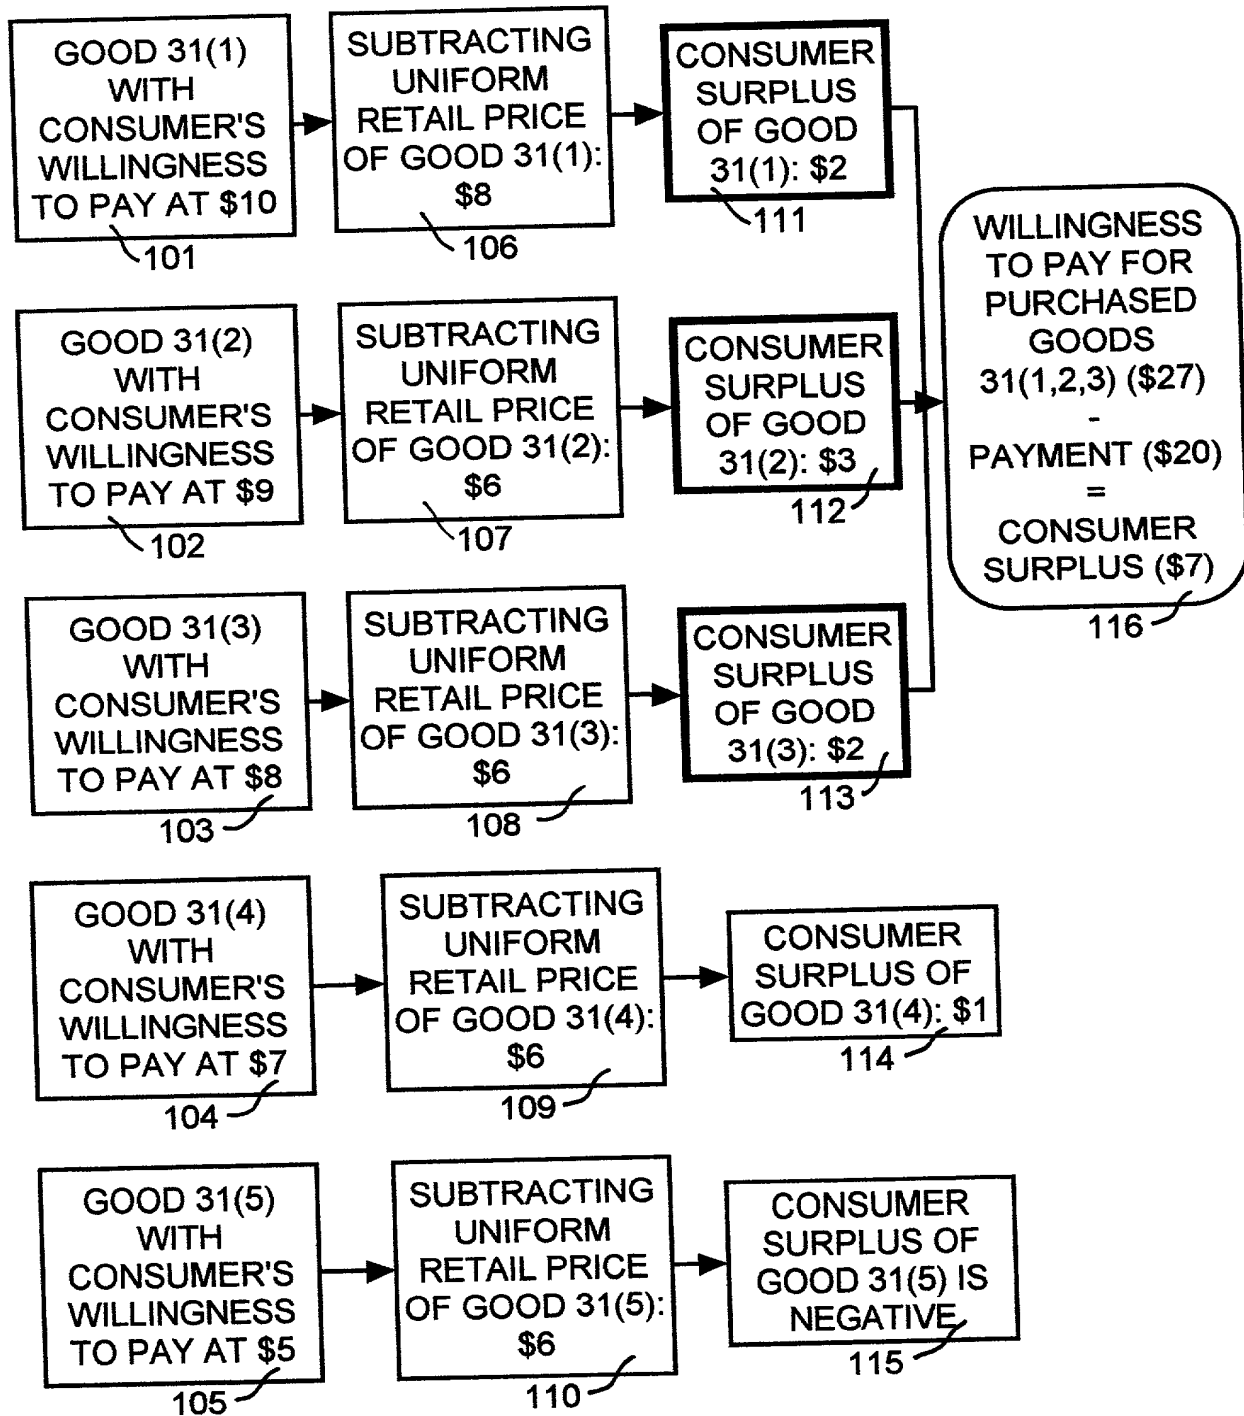 GOOD 31(1)
WITH
CONSUMER'S
WILLINGNESS
TO PAY AT $10
101
SUBTRACTING
UNIFORM
RETAIL PRICE
OF GOOD 31(1):
$8
106
CONSUMER
SURPLUS
OF GOOD
31(1): $2
111
GOOD 31(2)
WITH
CONSUMER'S
WILLINGNESS
TO PAY AT $9
102
SUBTRACTING
UNIFORM
RETAIL PRICE
OF GOOD 31(2):
$6
107
CONSUMER
SURPLUS
OF GOOD
31(2): $3
112
GOOD 31(3)
WITH
CONSUMER'S
WILLINGNESS
TO PAY AT $8
103
SUBTRACTING
UNIFORM
RETAIL PRICE
OF GOOD 31(3):
$6
108
CONSUMER
SURPLUS
OF GOOD
31(3): $2
113
WILLINGNESS
TO PAY FOR
PURCHASED
GOODS
31(1,2,3) ($27)
-
PAYMENT ($20)
=
CONSUMER
SURPLUS ($7)
116
GOOD 31(4)
WITH
CONSUMER'S
WILLINGNESS
TO PAY AT $7
104
SUBTRACTING
UNIFORM
RETAIL PRICE
OF GOOD 31(4):
$6
109
CONSUMER
SURPLUS OF
GOOD 31(4): $1
114
GOOD 31(5)
WITH
CONSUMER'S
WILLINGNESS
TO PAY AT $5
105
SUBTRACTING
UNIFORM
RETAIL PRICE
OF GOOD 31(5):
$6
110
CONSUMER
SURPLUS OF
GOOD 31(5) IS
NEGATIVE
115